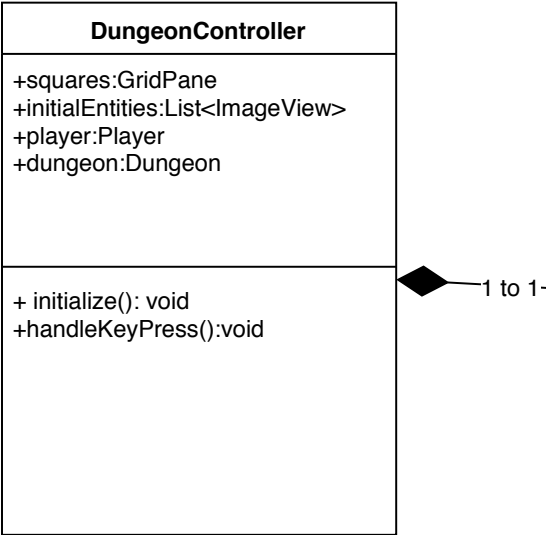 DungeonController
+squares:GridPane
+initialEntities:List<ImageView>
+player:Player
+dungeon:Dungeon
+ initialize(): void
+handleKeyPress():void
1 to 1